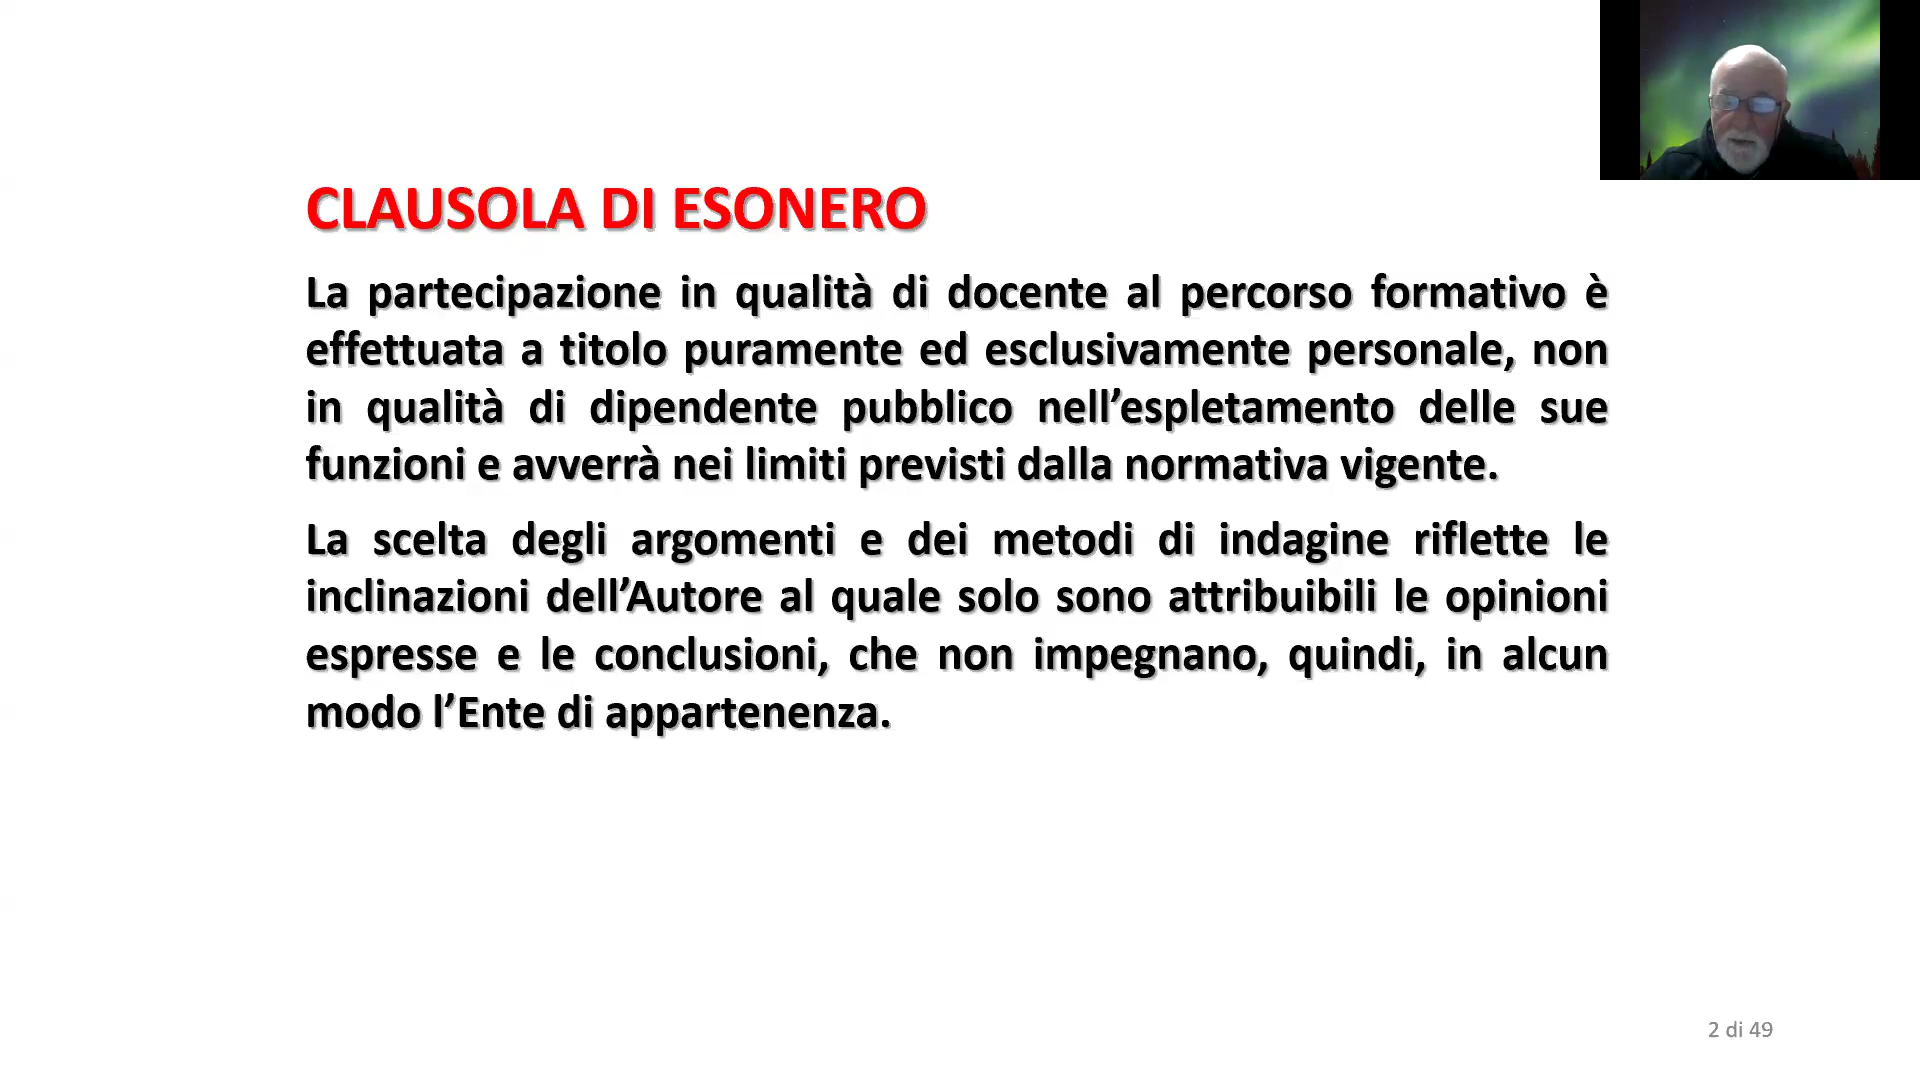 CLAUSOLA DI ESONERO
La partecipazione in qualità di docente al percorso formativo è
effettuata a titolo puramente ed esclusivamente personale, non
in qualità di dipendente pubblico nell’espletamento delle sue
funzioni e avverrà nei limiti previsti dalla normativa vigente.
La scelta degli argomenti e dei metodi di indagine riflette le
inclinazioni dell’Autore al quale solo sono attribuibili le opinioni
espresse e le conclusioni, che non impegnano, quindi, in alcun
modo l’Ente di appartenenza.
2 di 49